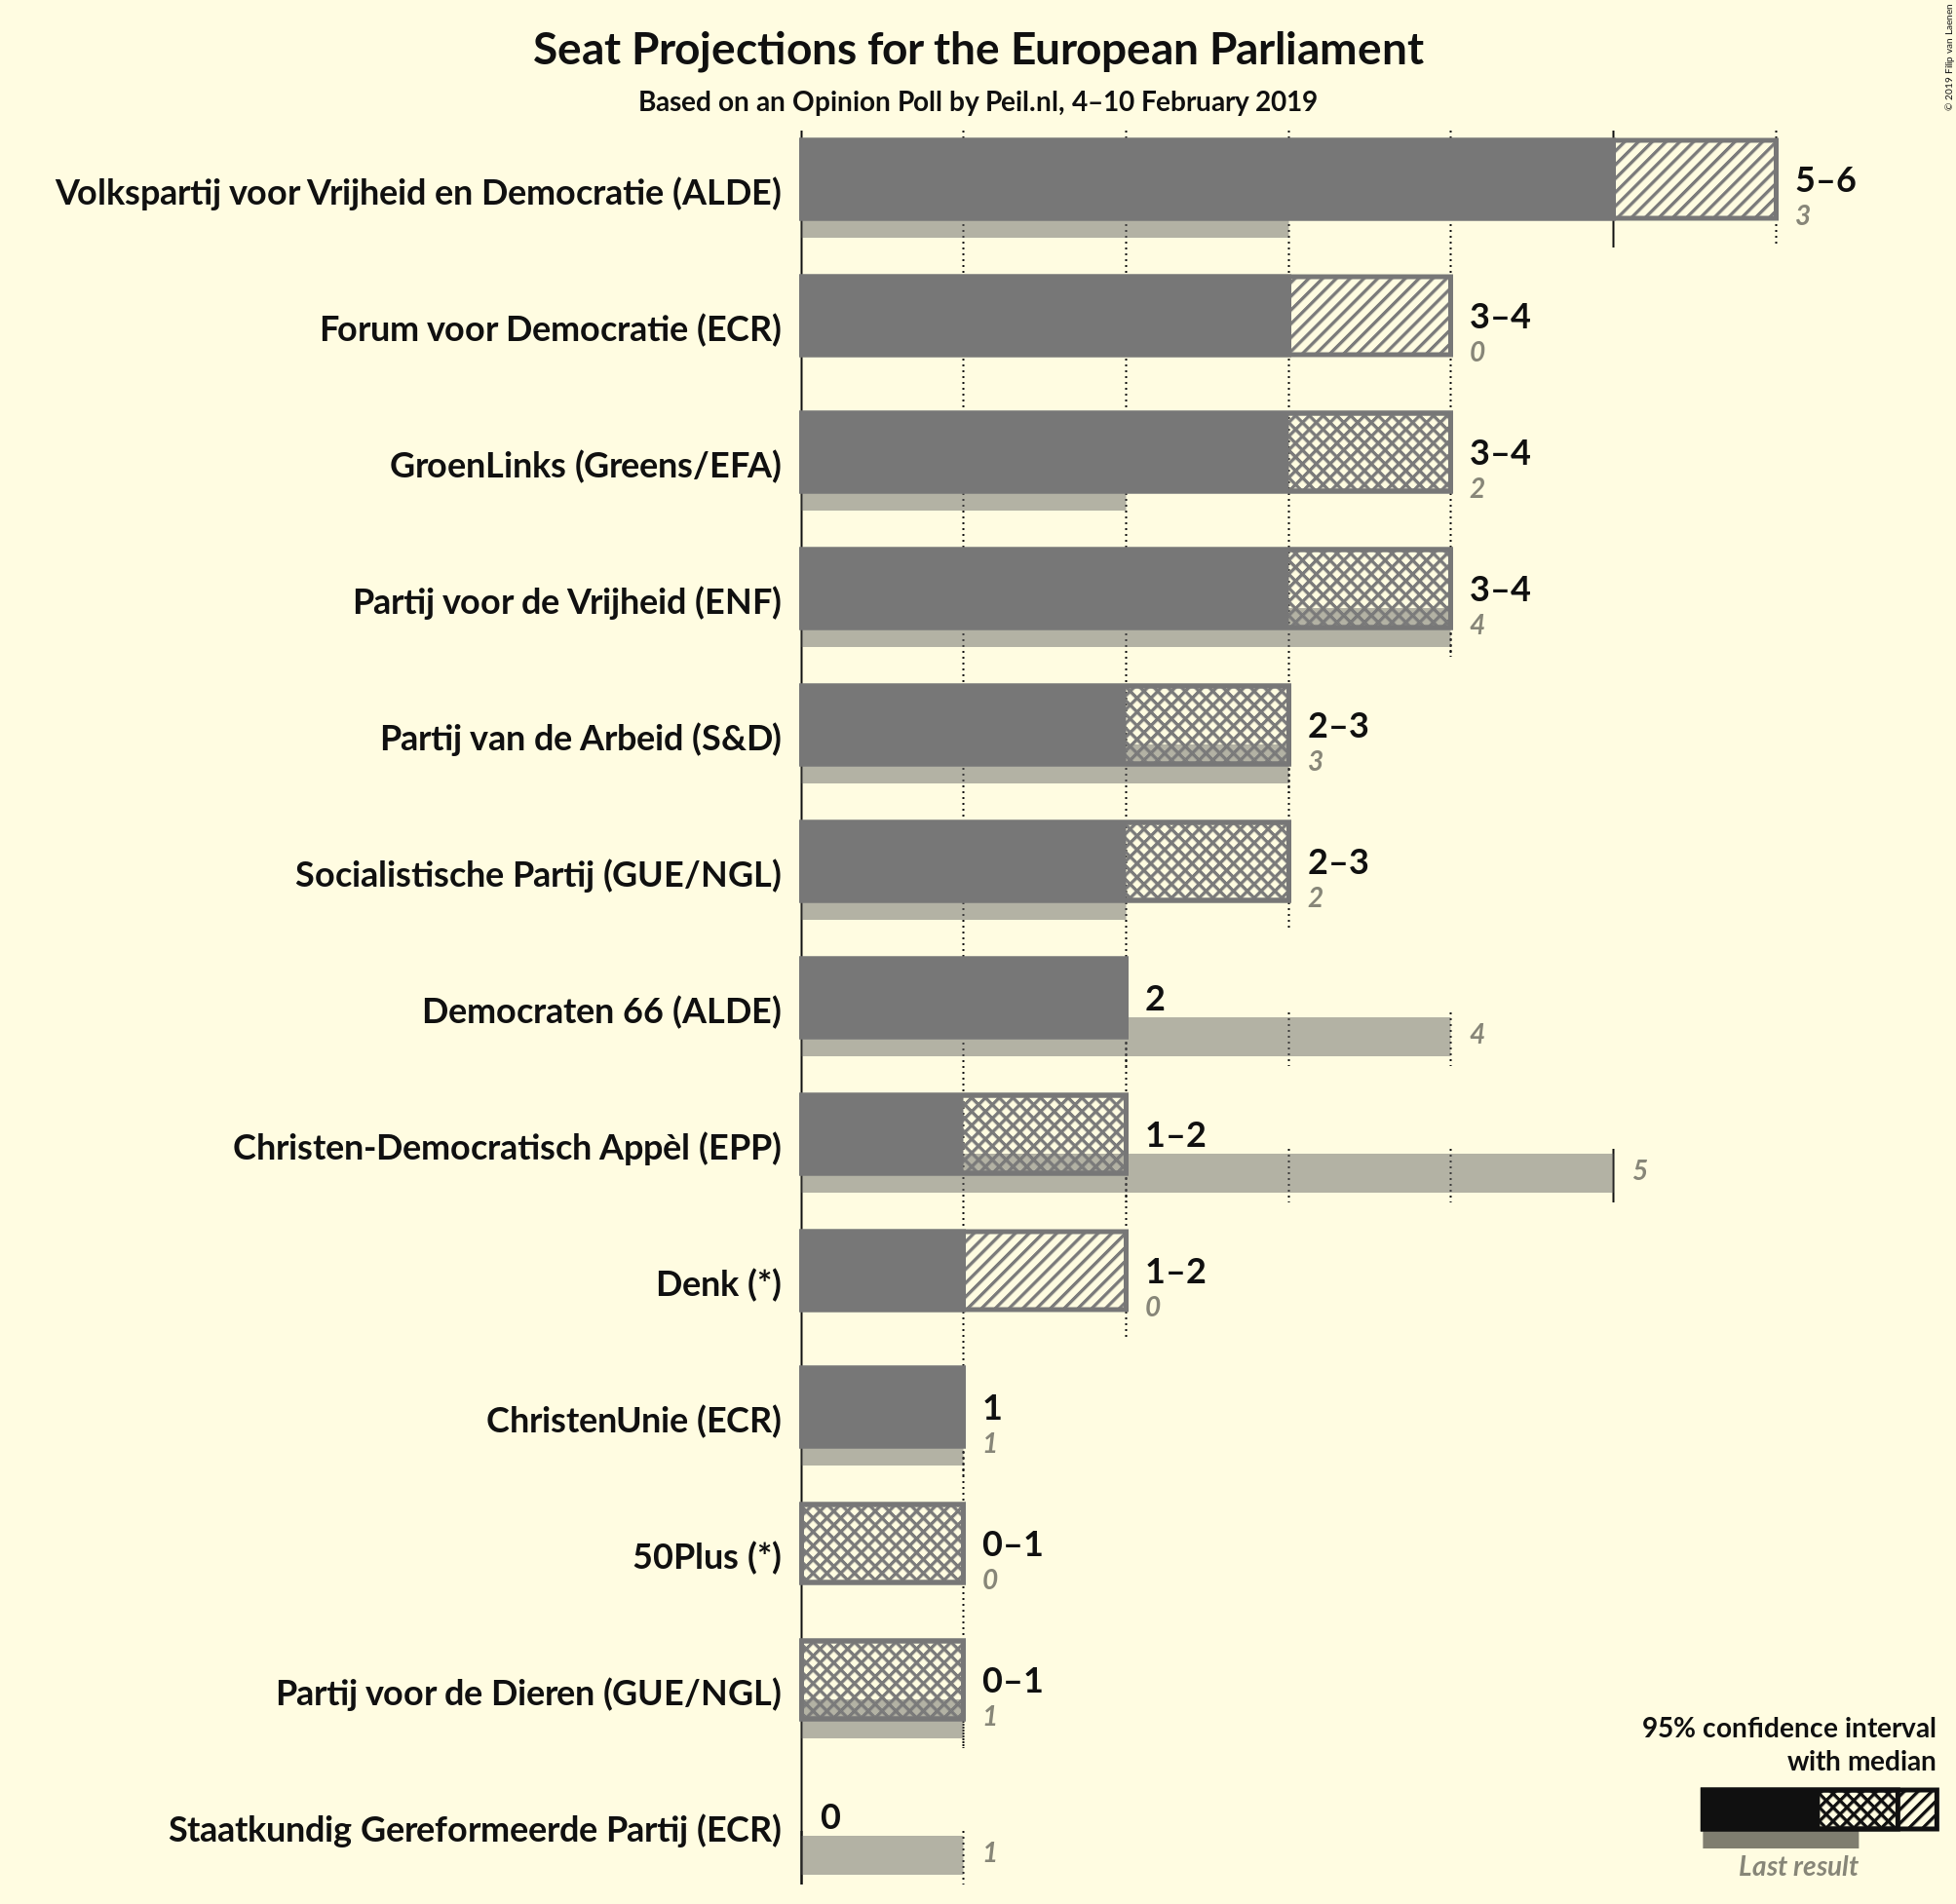 Seat Projections for the European Parliament
Based on an Opinion Poll by Peil.nl, 4–10 February 2019
© 2019 Filip van Laenen
Volkspartij voor Vrijheid en Democratie (ALDE)
5–6
3
Forum voor Democratie (ECR)
3–4
0
GroenLinks (Greens/EFA)
3–4
2
Partij voor de Vrijheid (ENF)
3–4
4
Partij van de Arbeid (S&D)
2–3
3
Socialistische Partij (GUE/NGL)
2–3
2
Democraten 66 (ALDE)
2
4
Christen-Democratisch Appèl (EPP)
1–2
5
Denk (*)
1–2
0
ChristenUnie (ECR)
1
1
50Plus (*)
0–1
0
Partij voor de Dieren (GUE/NGL)
0–1
1
Staatkundig Gereformeerde Partij (ECR)
0
1
95% confidence interval
with median
Last result